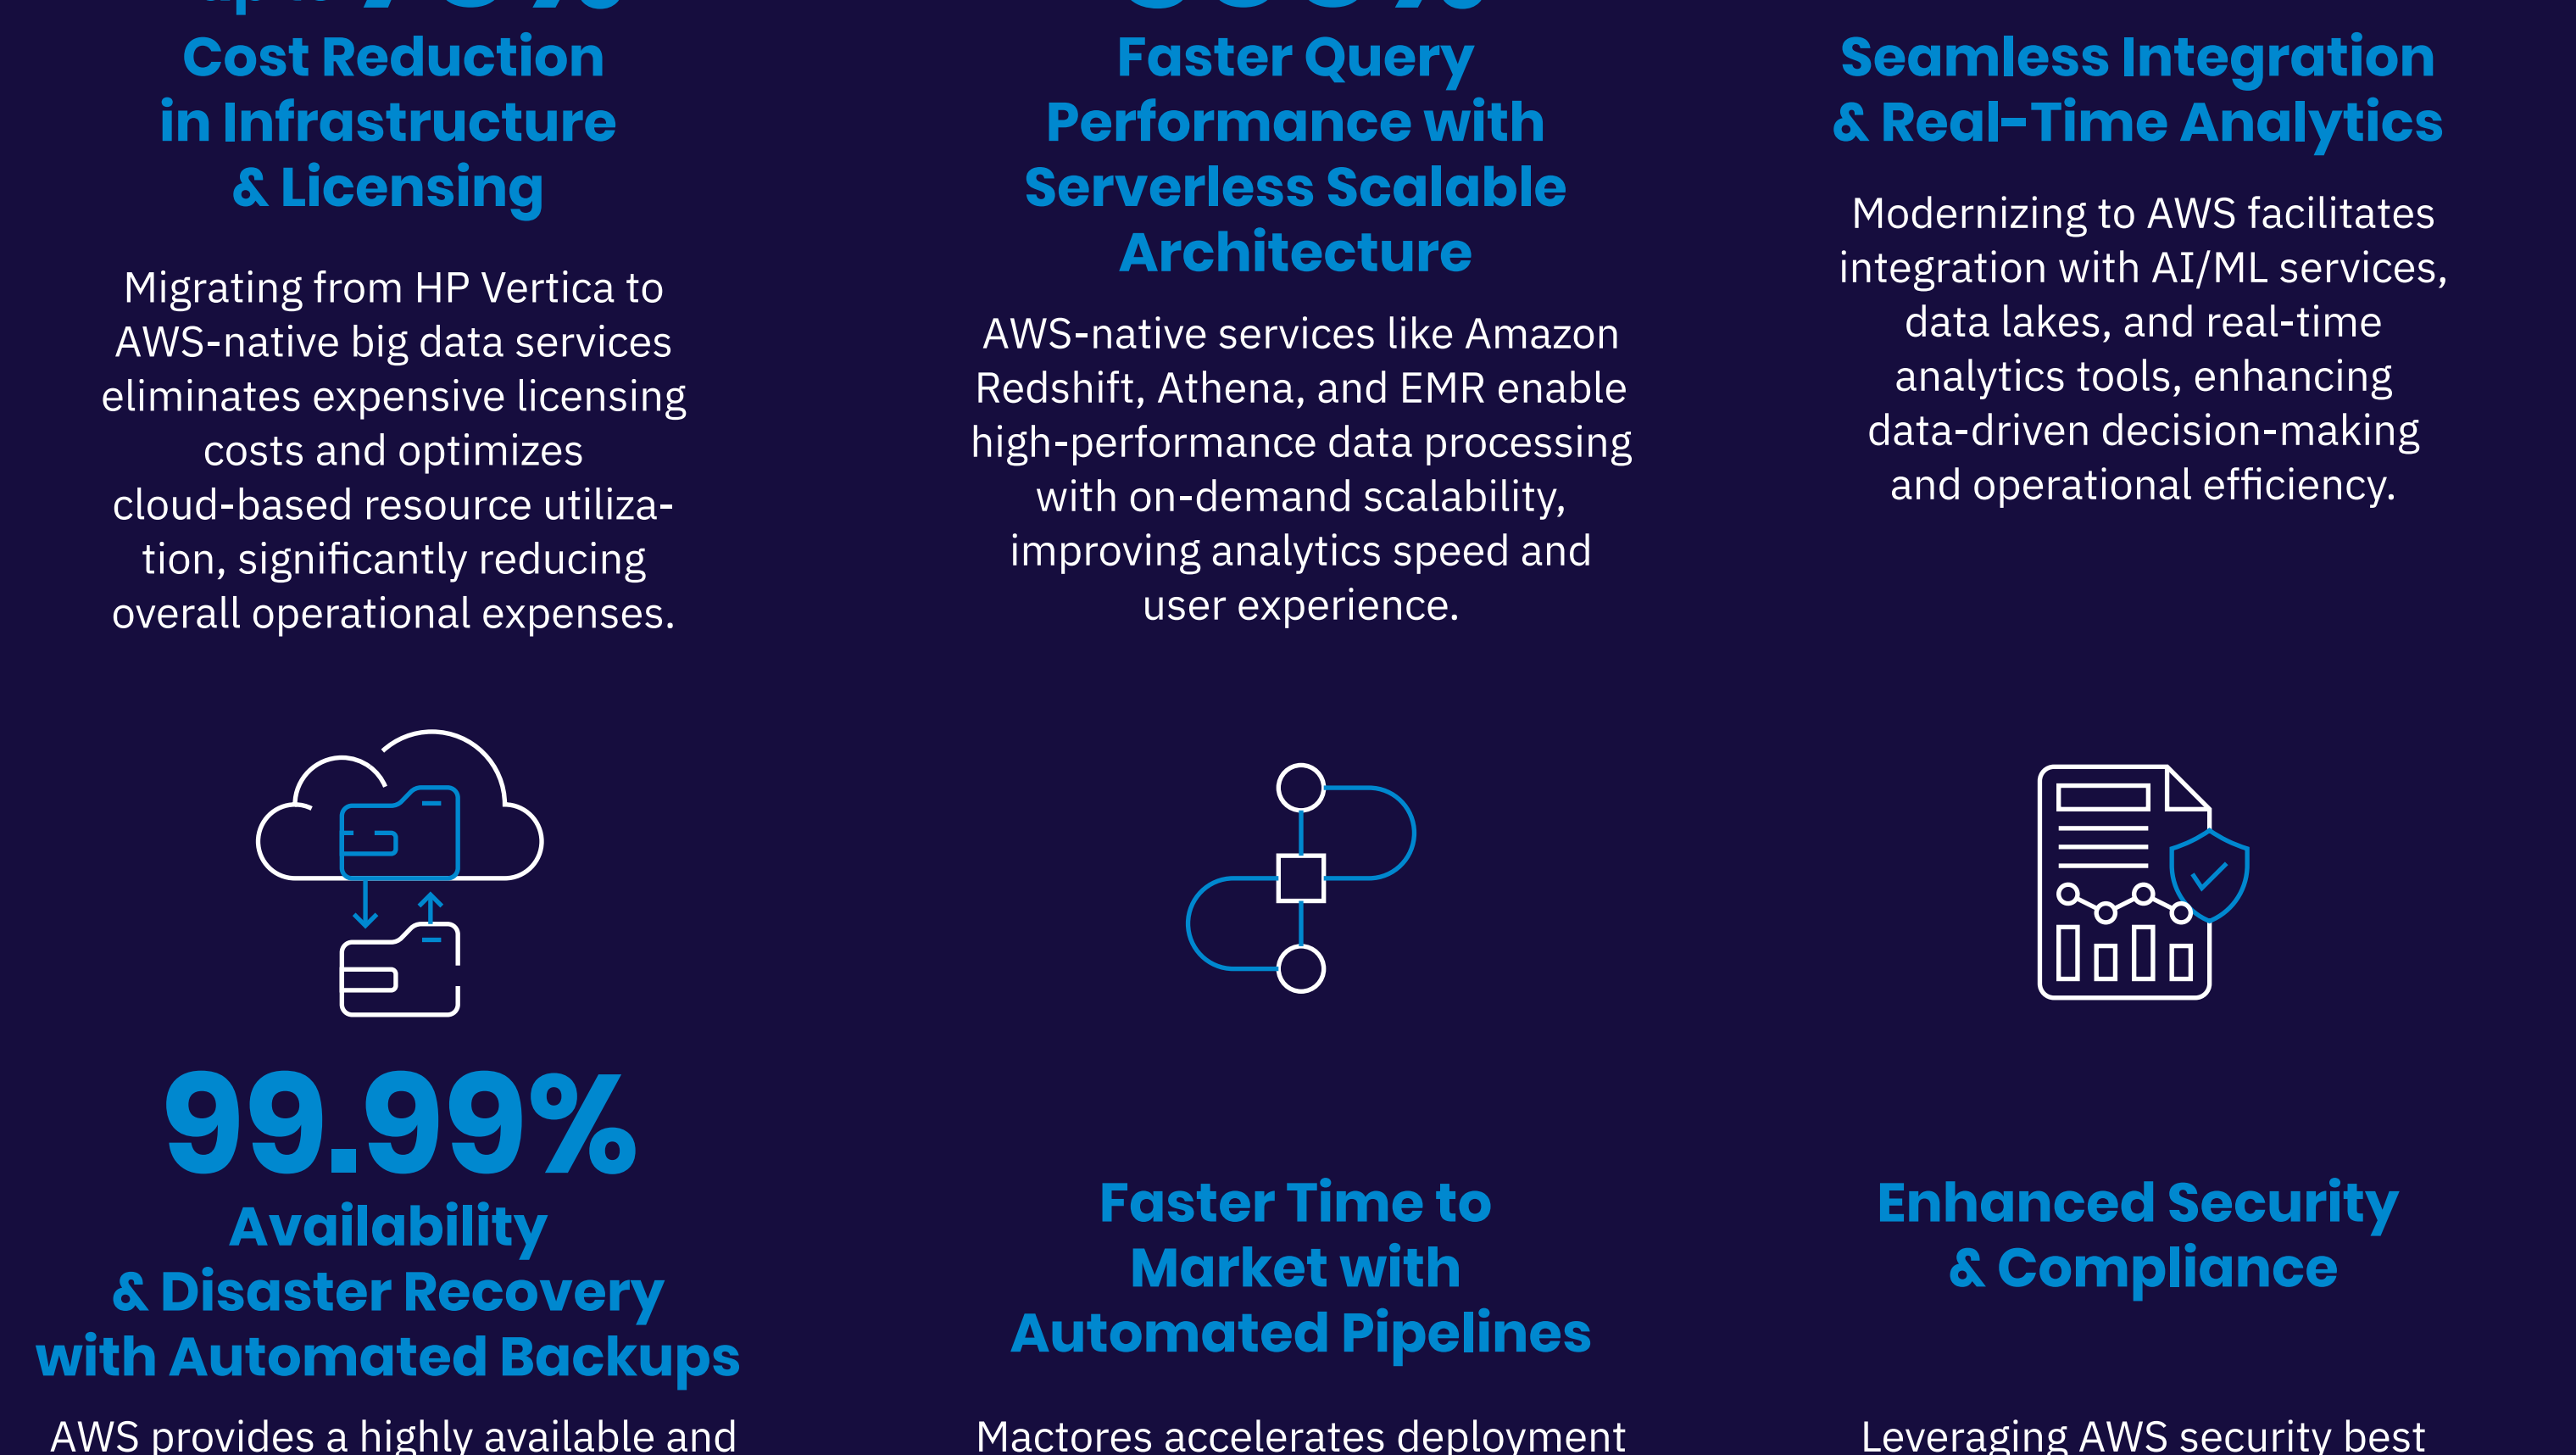 up to
Cost Reduction
in Infrastructure
& Licensing
Migrating from HP Vertica to
AWS-native big data services
eliminates expensive licensing
costs and optimizes
cloud-based resource utiliza-
tion, significantly reducing
overall operational expenses.
Faster Query
Performance with
Serverless Scalable
Architecture
AWS-native services like Amazon
Redshift, Athena, and EMR enable
high-performance data processing
with on-demand scalability,
improving analytics speed and
user experience.
Seamless Integration
& Real-Time Analytics
Modernizing to AWS facilitates
integration with AI/ML services,
data lakes, and real-time
analytics tools, enhancing
data-driven decision-making
and operational efficiency.
99.99%
Availability
& Disaster Recovery
with Automated Backups
AWS provides a highly available and
Faster Time to
Market with
Automated Pipelines
Mactores accelerates deployment
Enhanced Security
& Compliance
Leveraging AWS security best